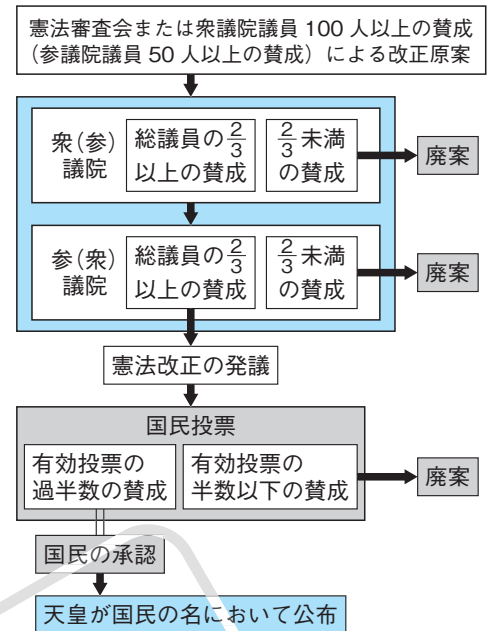 憲法審査会または衆議院議員 100 人以上の賛成
(参議院議員 50 人以上の賛成)による改正原案
衆(参)
議院
総議員の2/3
以上の賛成
2/3未満
の賛成
廃案
参(衆)
議院
総議員の2/3
以上の賛成
2/3未満
の賛成
廃案
憲法改正の発議
国民投票
有効投票の
過半数の賛成
有効投票の
半数以下の賛成
廃案
国民の承認
天皇が国民の名において公布